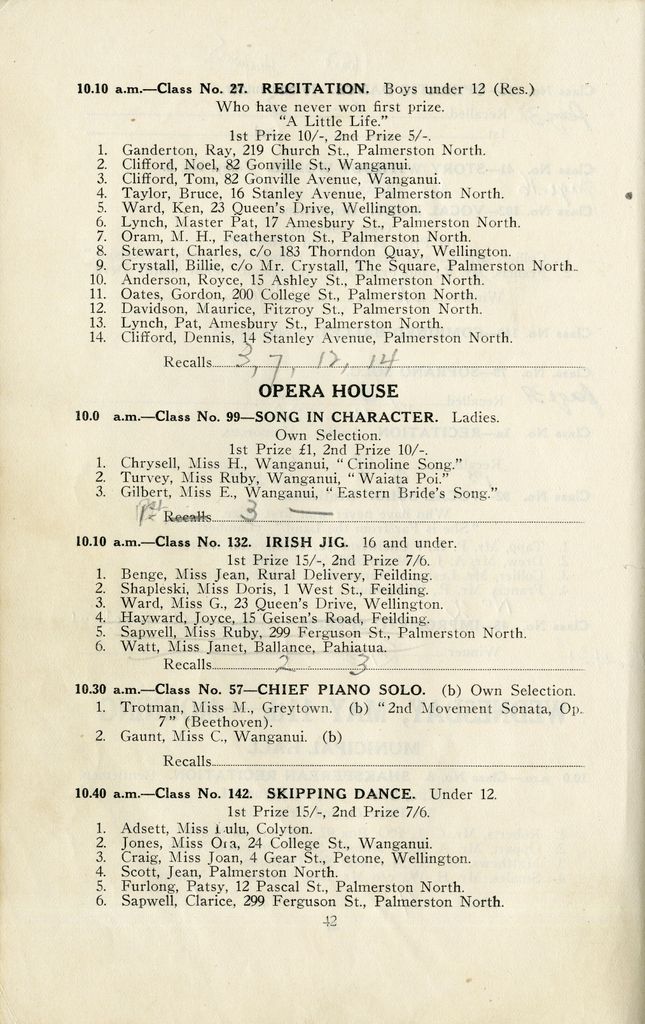 10.10 a.m.—Class No. 27. RECITATION. Boys under 12 (Res.)
Who have never won first prize.
"A Little Life."
1st Prize 10/-, 2nd Prize 5/-.
1. Ganderton, Ray, 219 Church St., Palmerston North.
2. Clifford, Noel, 82 Gonville St., Wanganui.
3. Clifford, Tom, 82 Gonville Avenue, Wanganui.
4. Taylor, Bruce, 16 Stanley Avenue, Palmerston North.
5. Ward, Ken, 23 Queen's Drive, Wellington.
6. Lynch, Master Pat, 17 Amesbury St., Palmerston North.
7. Oram, M. H., Featherston St., Palmerston North.
8. Stewart, Charles, c/o 183 Thorndon Quay, Wellington.
9. Crystall, Billie, c/o Mr. Crystall, The Square, Palmerston North.
10. Anderson, Royce, 15 Ashley St., Palmerston North.
11. Oates, Gordon, 200 College St., Palmerston North.
12. Davidson, Maurice, Fitzroy St., Palmerston North.
13. Lynch, Pat, Amesbury St., Palmerston North.
14. Clifford, Dennis, 14 Stanley Avenue, Palmerston North.
Recalls 3, 7, 12, 14
OPERA HOUSE
10.0 a.m.—Class No. 99—SONG IN CHARACTER. Ladies.
Own Selection.
1st Prize £1, 2nd Prize 10/-.
1. Chrysell, Miss H., Wanganui, "Crinoline Song."
2. Turvey, Miss Ruby, Wanganui, "Waiata Poi."
3. Gilbert, Miss E., Wanganui, "Eastern Bride's Song."
1st Recalls 3 —
10.10 a.m.—Class No. 132. IRISH JIG. 16 and under.
1st Prize 15/-, 2nd Prize 7/6.
1. Benge, Miss Jean, Rural Delivery, Feilding.
2. Shapleski, Miss Doris, 1 West St., Feilding.
3. Ward, Miss G., 23 Queen's Drive, Wellington.
4. Hayward, Joyce, 15 Geisen's Road, Feilding.
5. Sapwell, Miss Ruby, 299 Ferguson St., Palmerston North.
6. Watt, Miss Janet, Ballance, Pahiatua.
Recalls 2 3
10.30 a.m.—Class No. 57—CHIEF PIANO SOLO. (b) Own Selection.
1. Trotman, Miss M., Greytown. (b) "2nd Movement Sonata, Op.
7" (Beethoven).
2. Gaunt, Miss C., Wanganui. (b)
Recalls
10.40 a.m.—Class No. 142. SKIPPING DANCE. Under 12.
1st Prize 15/-, 2nd Prize 7/6.
1. Adsett, Miss Lulu, Colyton.
2. Jones, Miss Ora, 24 College St., Wanganui.
3. Craig, Miss Joan, 4 Gear St., Petone, Wellington.
4. Scott, Jean, Palmerston North.
5. Furlong, Patsy, 12 Pascal St., Palmerston North.
6. Sapwell, Clarice, 299 Ferguson St., Palmerston North.
42